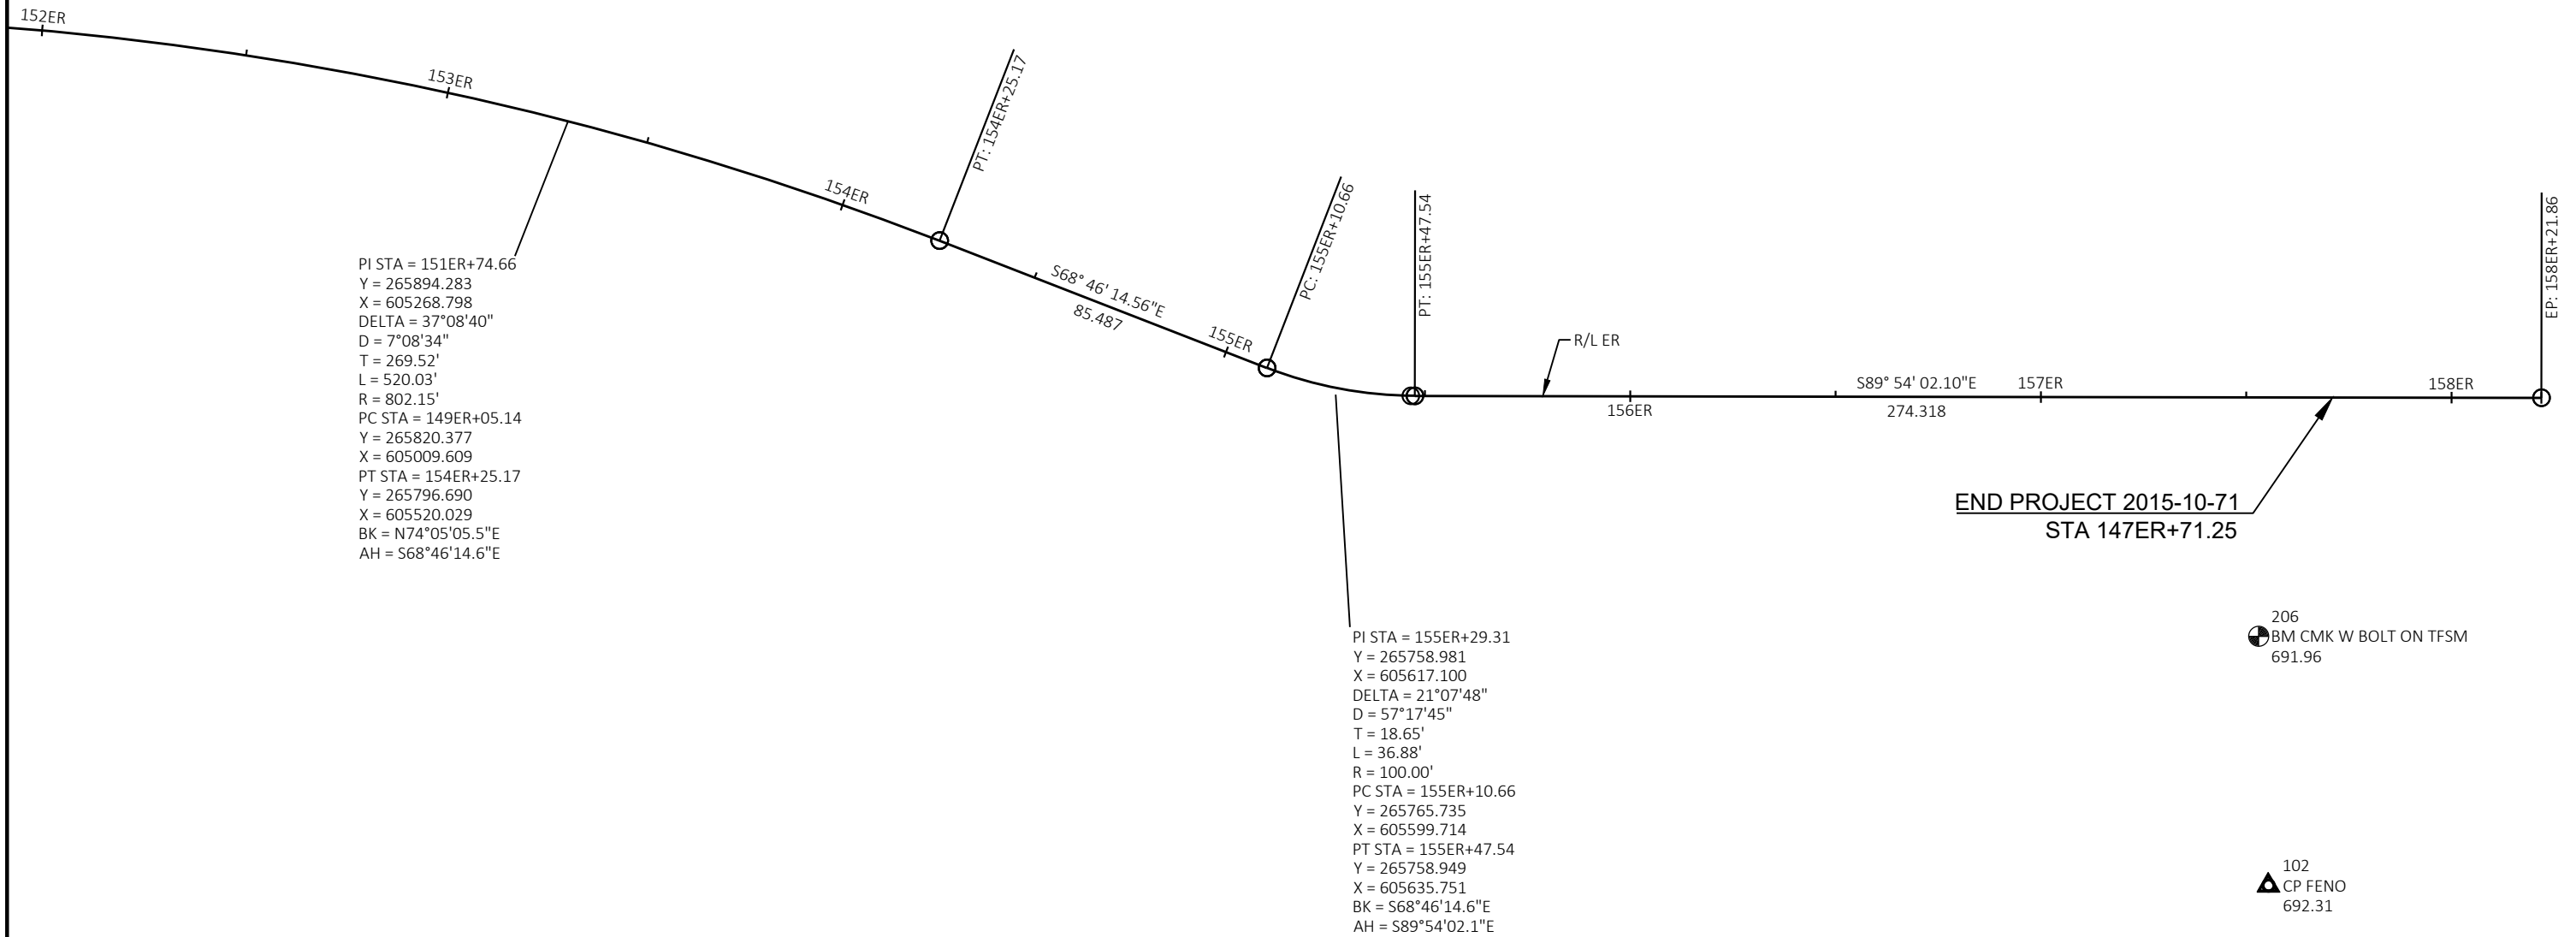 152ER
153ER
154ER
PT: 154ER+25.17
S68° 46' 14.56"E
85.487
155ER
PC: 155ER+10.66
PT: 155ER+47.54
R/L ER
156ER
S89° 54' 02.10"E
274.318
157ER
158ER
EP: 158ER+21.86
PI STA = 151ER+74.66
Y = 265894.283
X = 605268.798
DELTA = 37°08'40"
D = 7°08'34"
T = 269.52'
L = 520.03'
R = 802.15'
PC STA = 149ER+05.14
Y = 265820.377
X = 605009.609
PT STA = 154ER+25.17
Y = 265796.690
X = 605520.029
BK = N74°05'05.5"E
AH = S68°46'14.6"E
END PROJECT 2015-10-71
STA 147ER+71.25
PI STA = 155ER+29.31
Y = 265758.981
X = 605617.100
DELTA = 21°07'48"
D = 57°17'45"
T = 18.65'
L = 36.88'
R = 100.00'
PC STA = 155ER+10.66
Y = 265765.735
X = 605599.714
PT STA = 155ER+47.54
Y = 265758.949
X = 605635.751
BK = S68°46'14.6"E
AH = S89°54'02.1"E
206
BM CMK W BOLT ON TFSM
691.96
102
CP FENO
692.31